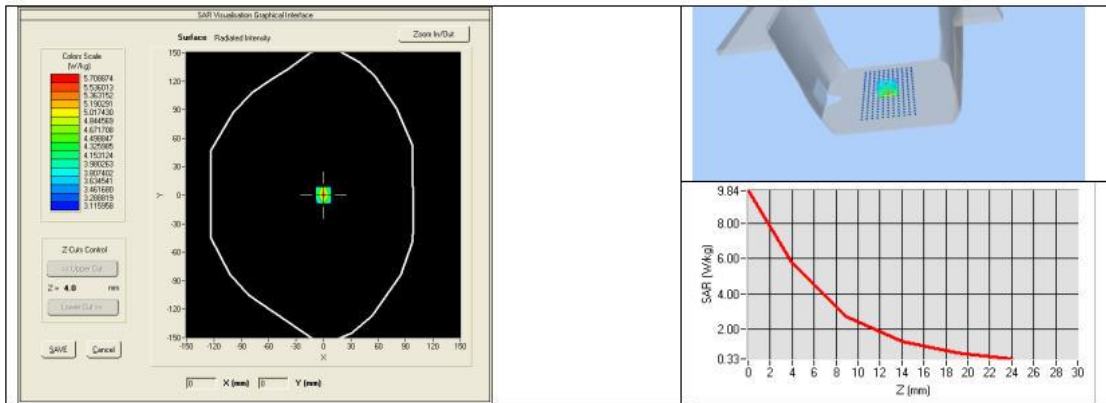 SAR Visualisation Graphical Interface
Surface Radiated Intensity
Zoom In/Out
Colors Scale
(W/kg)
5.708874
5.536013
5.363152
5.190291
5.017430
4.844569
4.671708
4.498847
4.325985
4.153124
3.980263
3.807402
3.634541
3.461680
3.288819
3.115958
Z-Cuts Control
<< Upper Cut
Z = 4.0 mm
Lower Cut >>
SAVE Cancel
150
120
90
60
30
0
-30
-60
-90
-120
-150
Y
-150 -120 -90 -60 -30 0 30 60 90 120 150
X
0 X (mm) 0 Y (mm)
9.84
8.00
6.00
4.00
2.00
0.33
SAR (W/kg)
0 2 4 6 8 10 12 14 16 18 20 22 24 26 28 30
Z (mm)